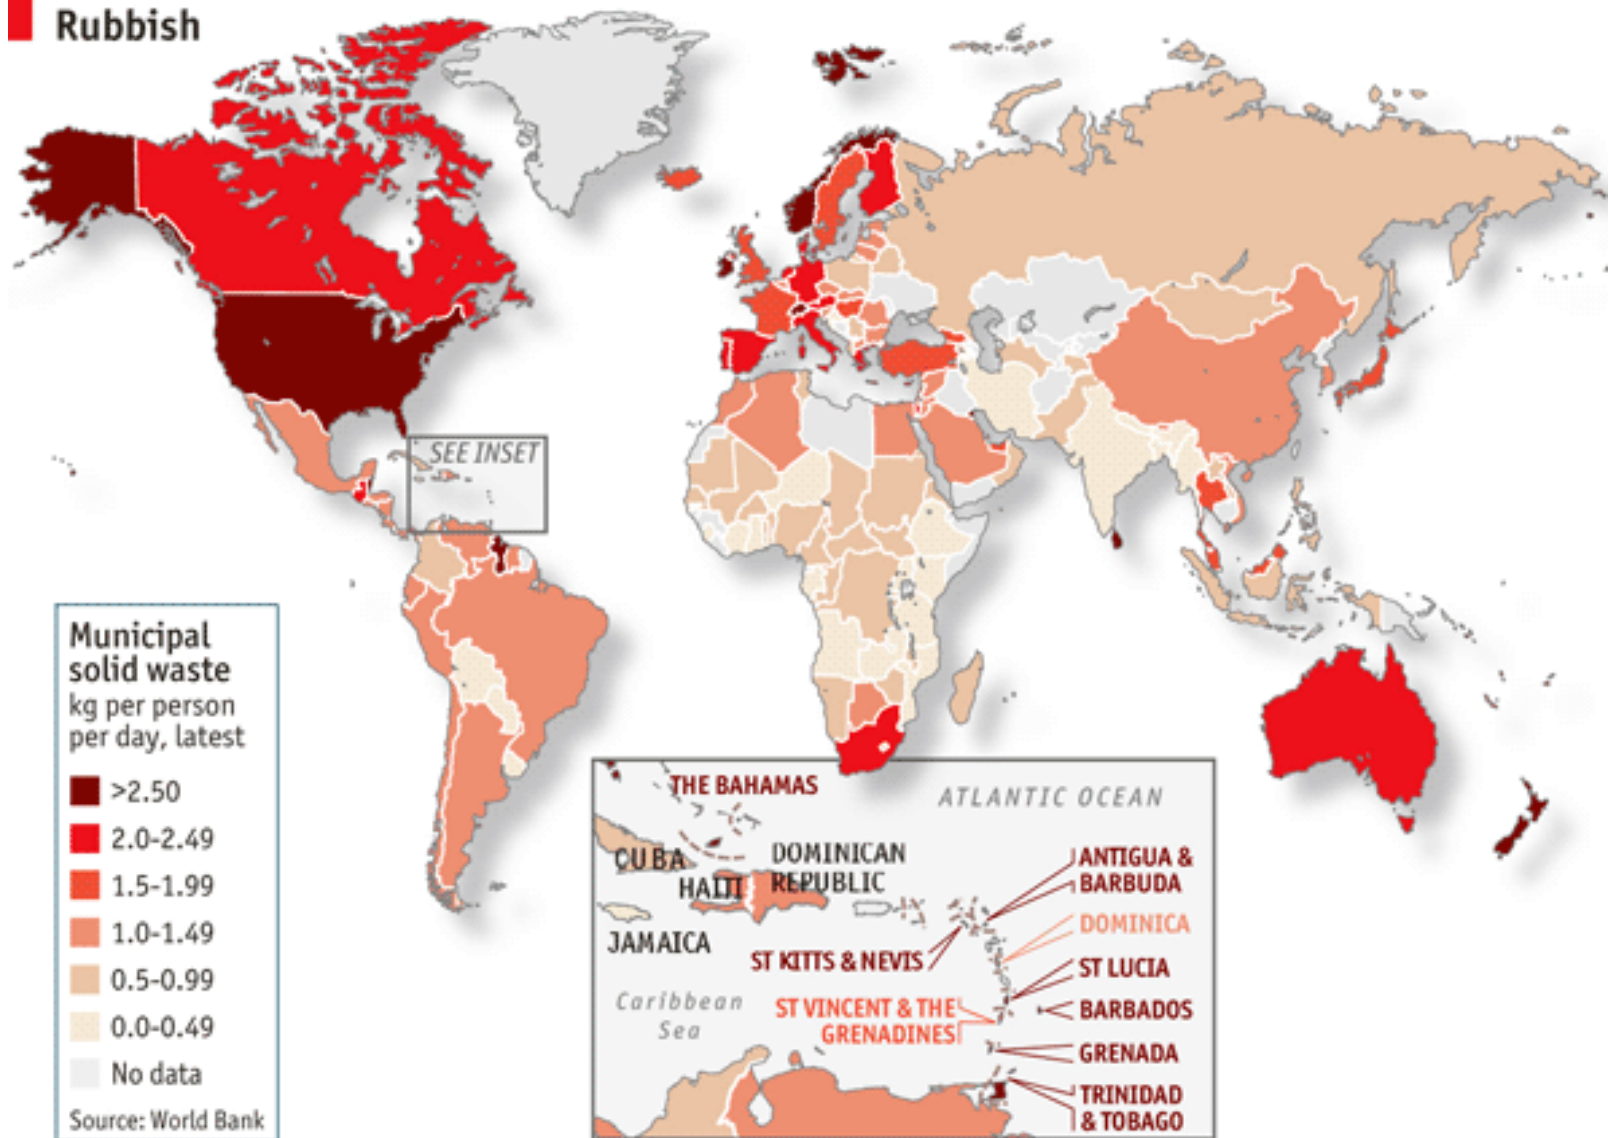 Rubbish
SEE INSET
Municipal
solid waste
kg per person
per day, latest
>2.50
2.0-2.49
1.5-1.99
1.0-1.49
0.5-0.99
0.0-0.49
No data
Source: World Bank
THE BAHAMAS
ATLANTIC OCEAN
CUBA
HAITI
DOMINICAN
REPUBLIC
JAMAICA
ANTIGUA &
BARBUDA
DOMINICA
ST KITTS & NEVIS
ST LUCIA
Caribbean
Sea
ST VINCENT & THE
GRENADINES
BARBADOS
GRENADA
TRINIDAD
& TOBAGO